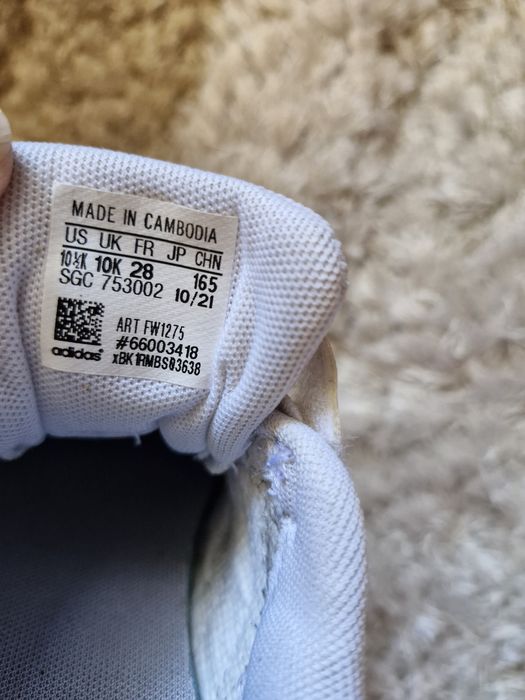 MADE IN CAMBODIA
US UK FR JP CHN
10½K 10K 28 165
SGC 753002 10/21
ART FW1275
#66003418
adidas